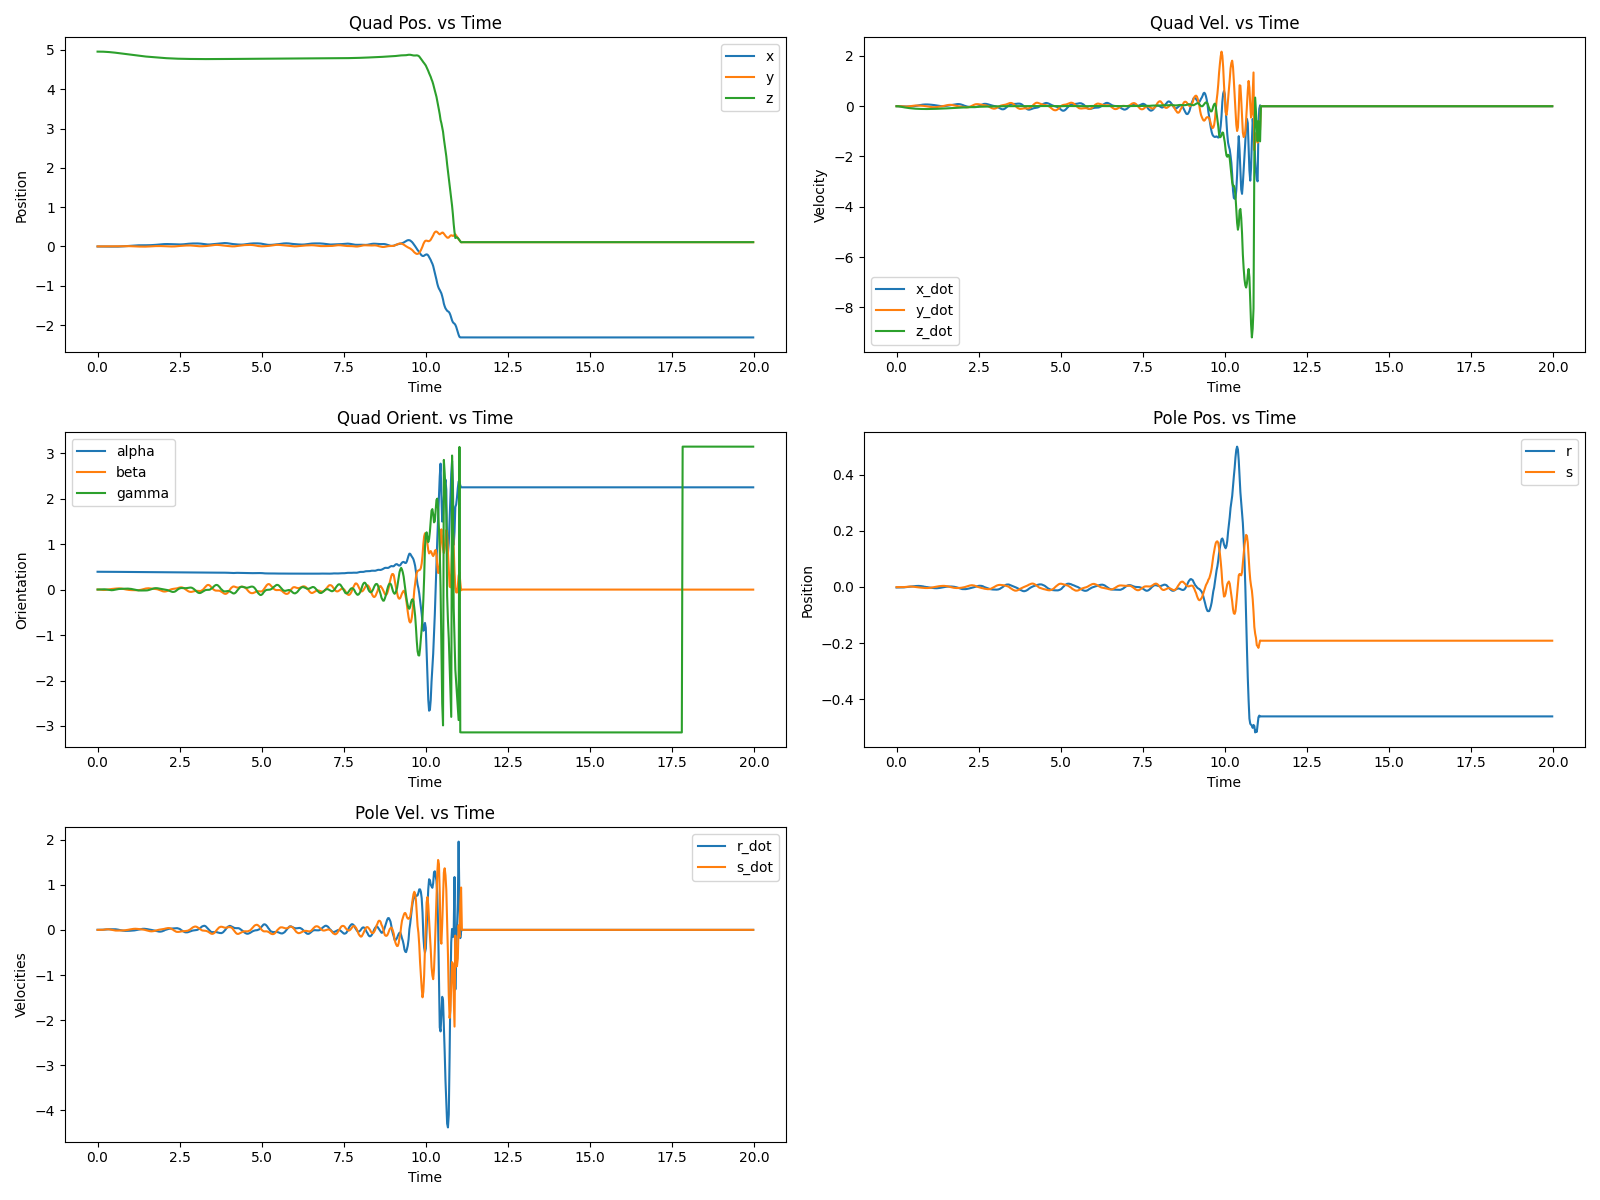 Quad Pos. vs Time
Position
5
4
3
2
1
0
−1
−2
x
y
z
0.0 2.5 5.0 7.5 10.0 12.5 15.0 17.5 20.0
Time
Quad Vel. vs Time
Velocity
2
0
−2
−4
−6
−8
x_dot
y_dot
z_dot
0.0 2.5 5.0 7.5 10.0 12.5 15.0 17.5 20.0
Time
Quad Orient. vs Time
Orientation
3
2
1
0
−1
−2
−3
alpha
beta
gamma
0.0 2.5 5.0 7.5 10.0 12.5 15.0 17.5 20.0
Time
Pole Pos. vs Time
Position
0.4
0.2
0.0
−0.2
−0.4
r
s
0.0 2.5 5.0 7.5 10.0 12.5 15.0 17.5 20.0
Time
Pole Vel. vs Time
Velocities
2
1
0
−1
−2
−3
−4
r_dot
s_dot
0.0 2.5 5.0 7.5 10.0 12.5 15.0 17.5 20.0
Time